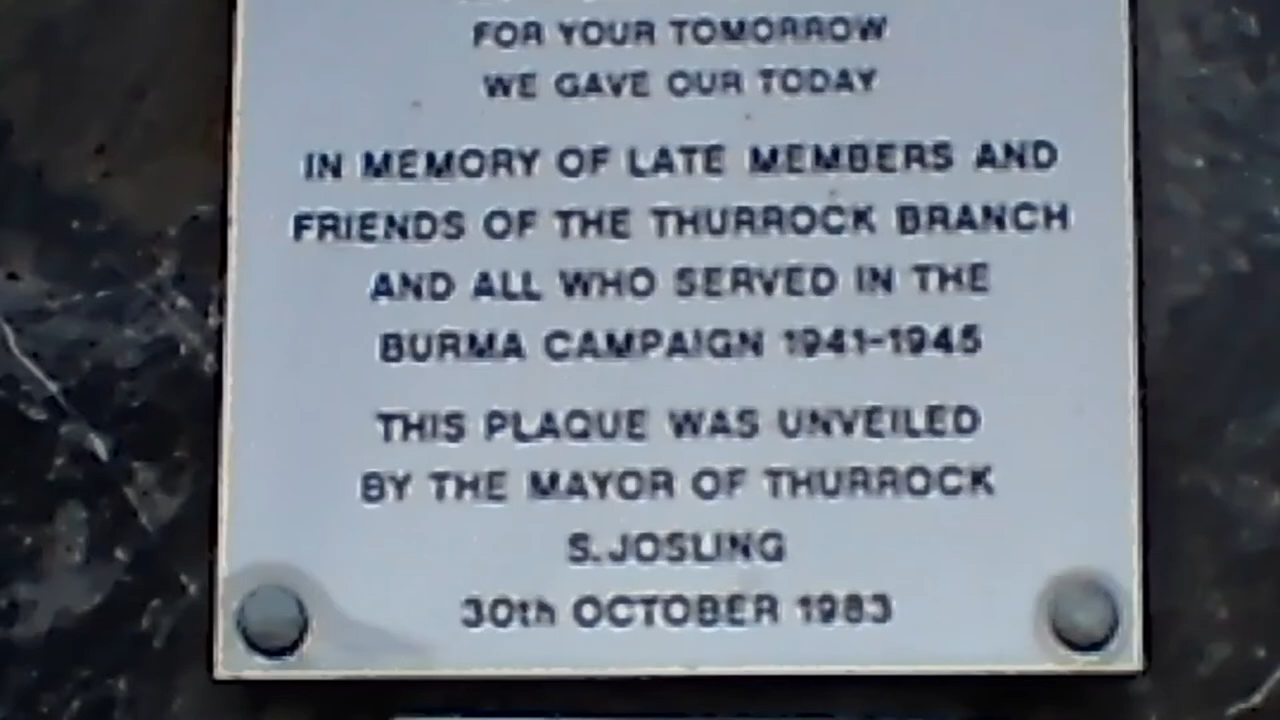 FOR YOUR TOMORROW
WE GAVE OUR TODAY
IN MEMORY OF LATE MEMBERS AND
FRIENDS OF THE THURROCK BRANCH
AND ALL WHO SERVED IN THE
BURMA CAMPAIGN 1941-1945
THIS PLAQUE WAS UNVEILED
BY THE MAYOR OF THURROCK
S. JOSLING
30th OCTOBER 1983